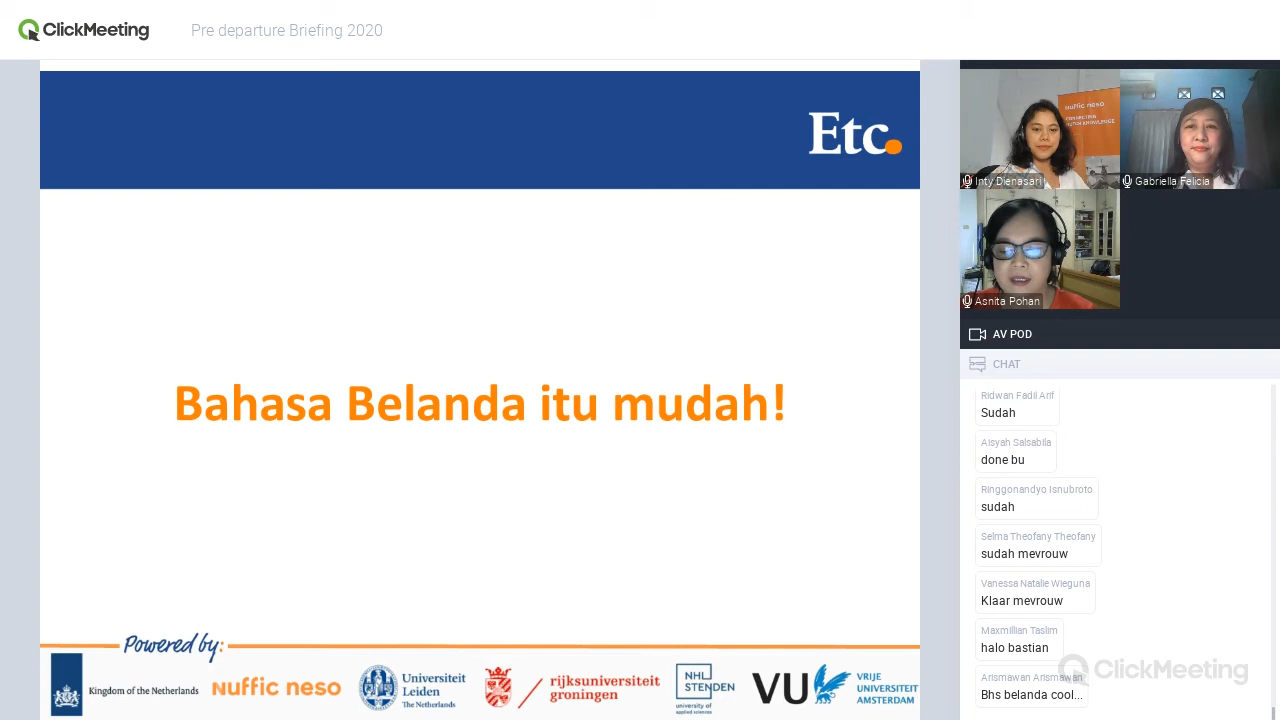 ClickMeeting
Pre departure Briefing 2020
Etc.
nuffic neso
Inty Dienasari
Gabriella Felicia
Asnita Pohan
AV POD
CHAT
Ridwan Fadil Arif
Sudah
Aisyah Salsabila
done bu
Ringgonandyo Isnubroto
sudah
Selma Theofany Theofany
sudah mevrouw
Vanessa Natalie Wieguna
Klaar mevrouw
Maxmillian Taslim
halo bastian
Arismawan Arismawan
Bhs belanda cool...
ClickMeeting
Bahasa Belanda itu mudah!
Powered by:
Kingdom of the Netherlands
nuffic neso
Universiteit
Leiden
The Netherlands
rijksuniversiteit
groningen
NHL
STENDEN
university of
applied sciences
VU
VRIJE
UNIVERSITEIT
AMSTERDAM